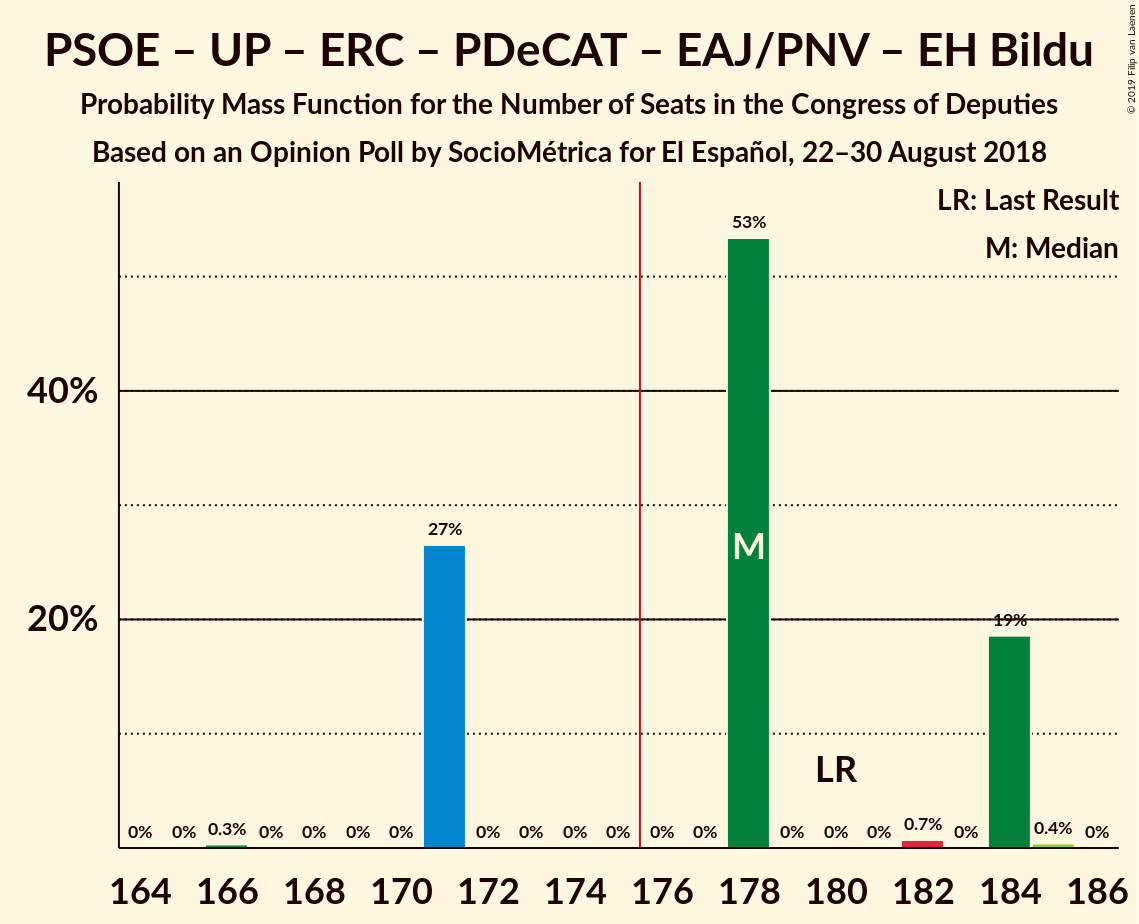 PSOE – UP – ERC – PDeCAT – EAJ/PNV – EH Bildu
Probability Mass Function for the Number of Seats in the Congress of Deputies
Based on an Opinion Poll by SocioMétrica for El Español, 22–30 August 2018
© 2019 Filip van Laenen
LR: Last Result
M: Median
53%
40%
27%
M
20%
19%
LR
0% 0% 0.3% 0% 0% 0% 0% 0% 0% 0% 0% 0% 0% 0% 0% 0% 0.7% 0% 0.4% 0%
164 166 168 170 172 174 176 178 180 182 184 186